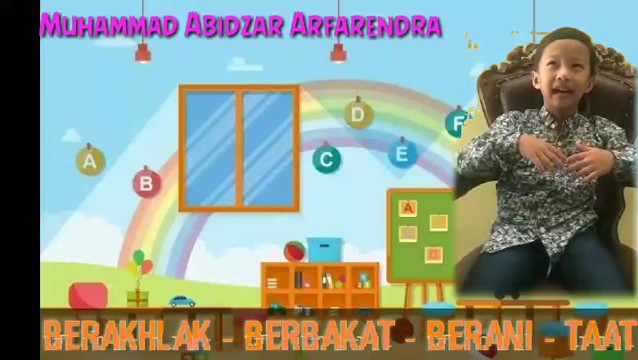 Muhammad Abidzar Arfarendra
D
F
A
B
C
E
A
D
BERAKHLAK - BERBAKAT - BERANI - TAAT